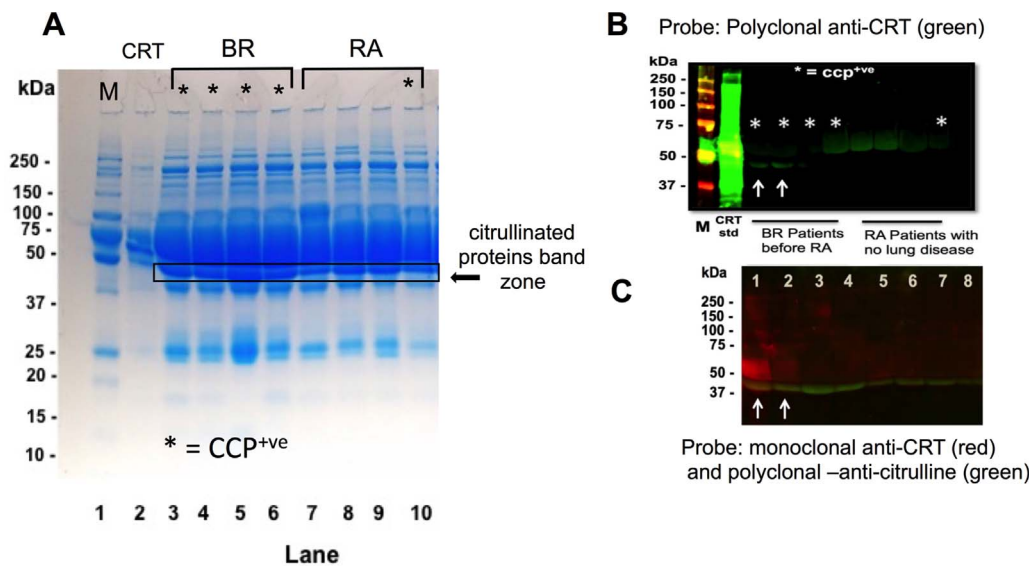 A
CRT
BR
RA
kDa
M
* * * * *
250 -
150 -
100 -
75 -
50 -
37 -
25 -
20 -
15 -
10 -
citrullinated
proteins band
zone
* = CCP+ve
1 2 3 4 5 6 7 8 9 10
Lane
B
Probe: Polyclonal anti-CRT (green)
kDa
* = ccp+ve
250 -
150 -
100 -
75 -
50 -
37 -
* * * * *
M
CRT
std
BR Patients
before RA
RA Patients with
no lung disease
C
kDa
1 2 3 4 5 6 7 8
250 -
150 -
100 -
75 -
50 -
37 -
Probe: monoclonal anti-CRT (red)
and polyclonal –anti-citrulline (green)